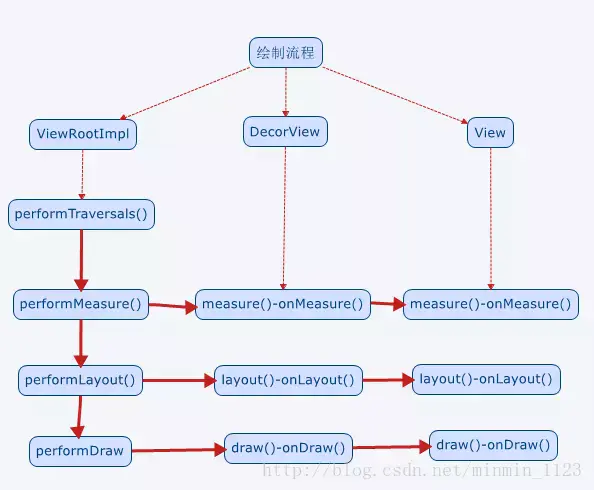 绘制流程
ViewRootImpl
DecorView
View
performTraversals()
performMeasure()
measure()-onMeasure()
measure()-onMeasure()
performLayout()
layout()-onLayout()
layout()-onLayout()
performDraw
draw()-onDraw()
draw()-onDraw()
http://blog.csdn.net/minmin_1123